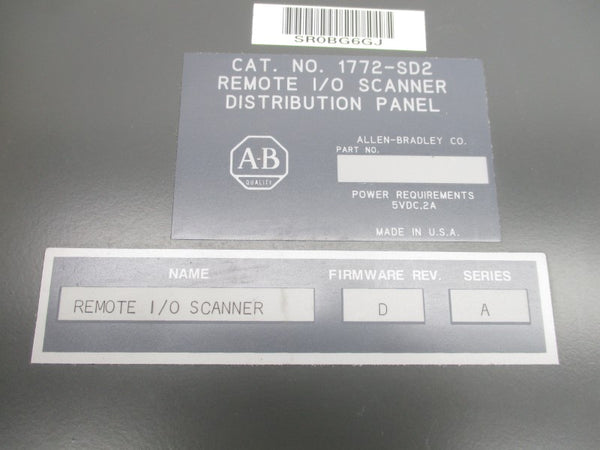 SR0BG6GJ
CAT. NO. 1772-SD2
REMOTE I/O SCANNER
DISTRIBUTION PANEL
ALLEN-BRADLEY CO.
PART NO.
A-B
QUALITY
POWER REQUIREMENTS
5VDC,2A
MADE IN U.S.A.
NAME FIRMWARE REV. SERIES
REMOTE I/O SCANNER D A